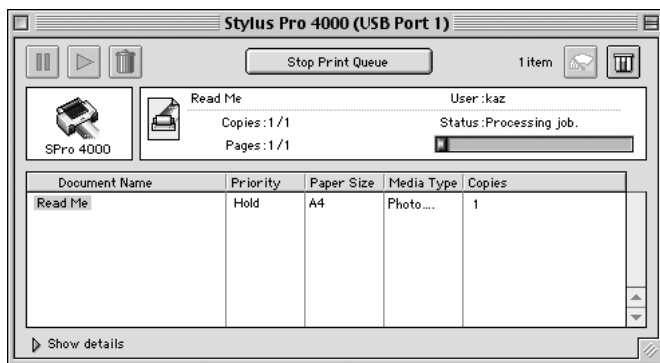 Stylus Pro 4000 (USB Port 1)
Stop Print Queue
1 item
SPro 4000
Read Me
User:kaz
Copies:1/1
Status:Processing job.
Pages:1/1
Document Name Priority Paper Size Media Type Copies
Read Me Hold A4 Photo.... 1
Show details